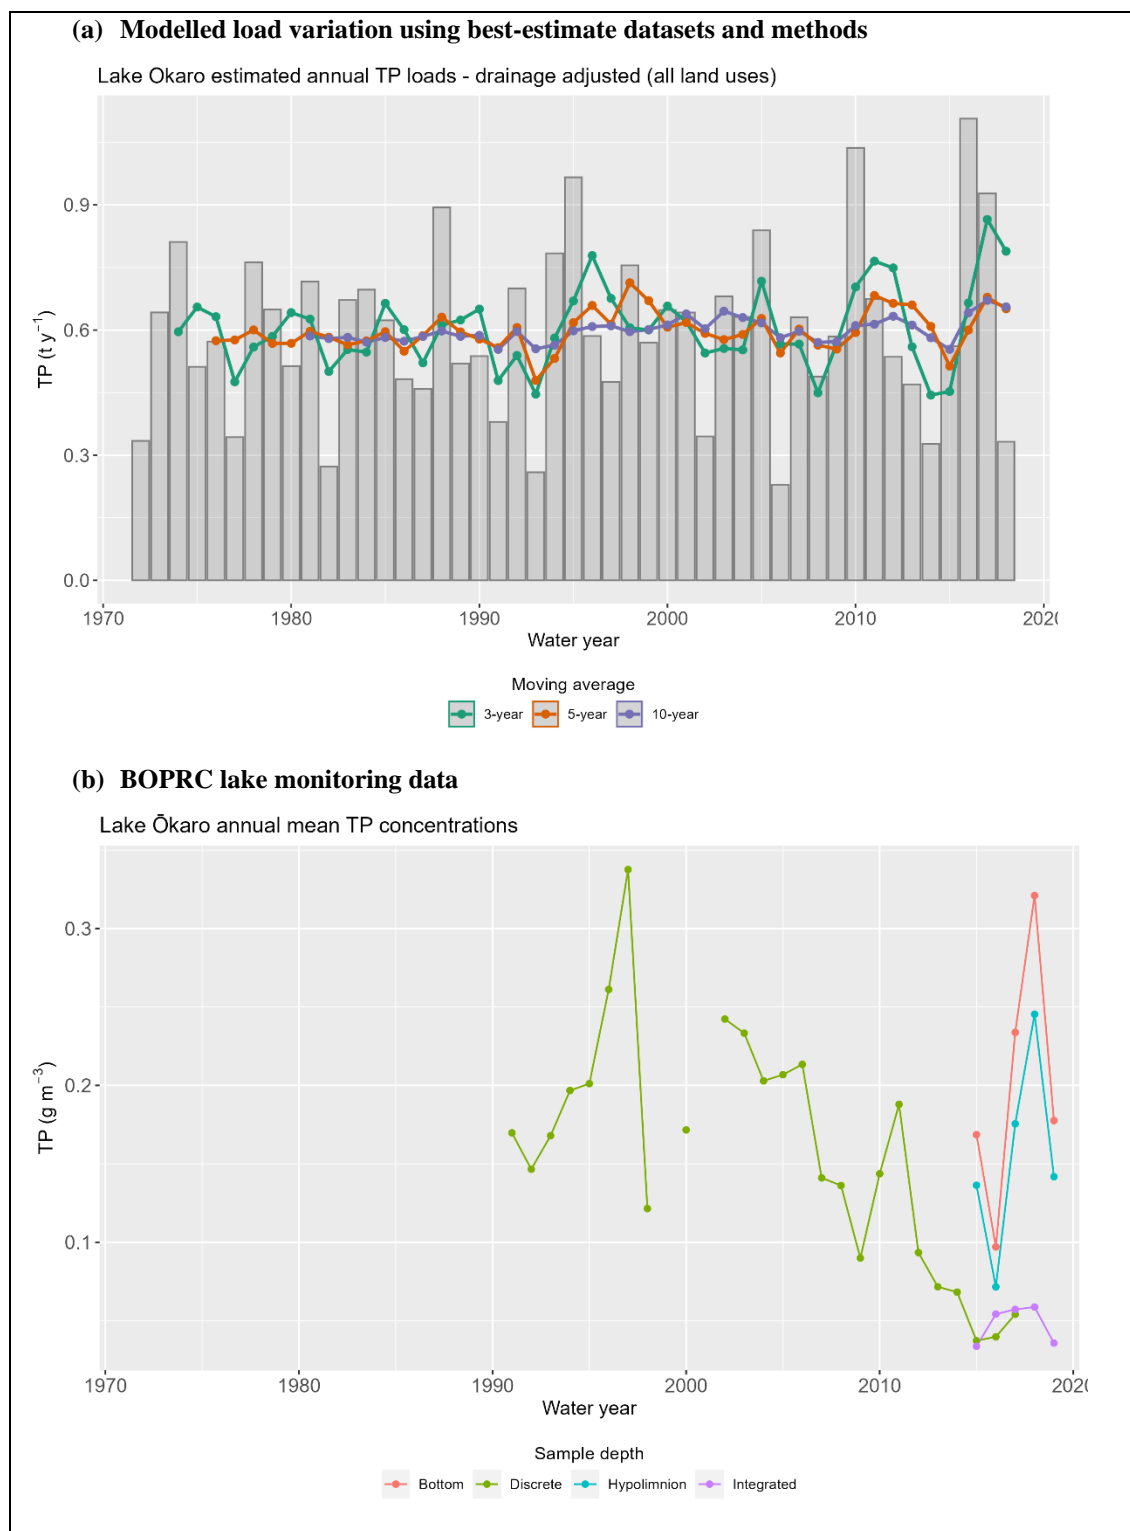 (a) Modelled load variation using best-estimate datasets and methods
Lake Okaro estimated annual TP loads - drainage adjusted (all land uses)
TP (t y⁻¹)
0.9
0.6
0.3
0.0
1970 1980 1990 2000 2010 2020
Water year
Moving average
3-year 5-year 10-year
(b) BOPRC lake monitoring data
Lake Ōkaro annual mean TP concentrations
TP (g m⁻³)
0.3
0.2
0.1
1970 1980 1990 2000 2010 2020
Water year
Sample depth
Bottom Discrete Hypolimnion Integrated